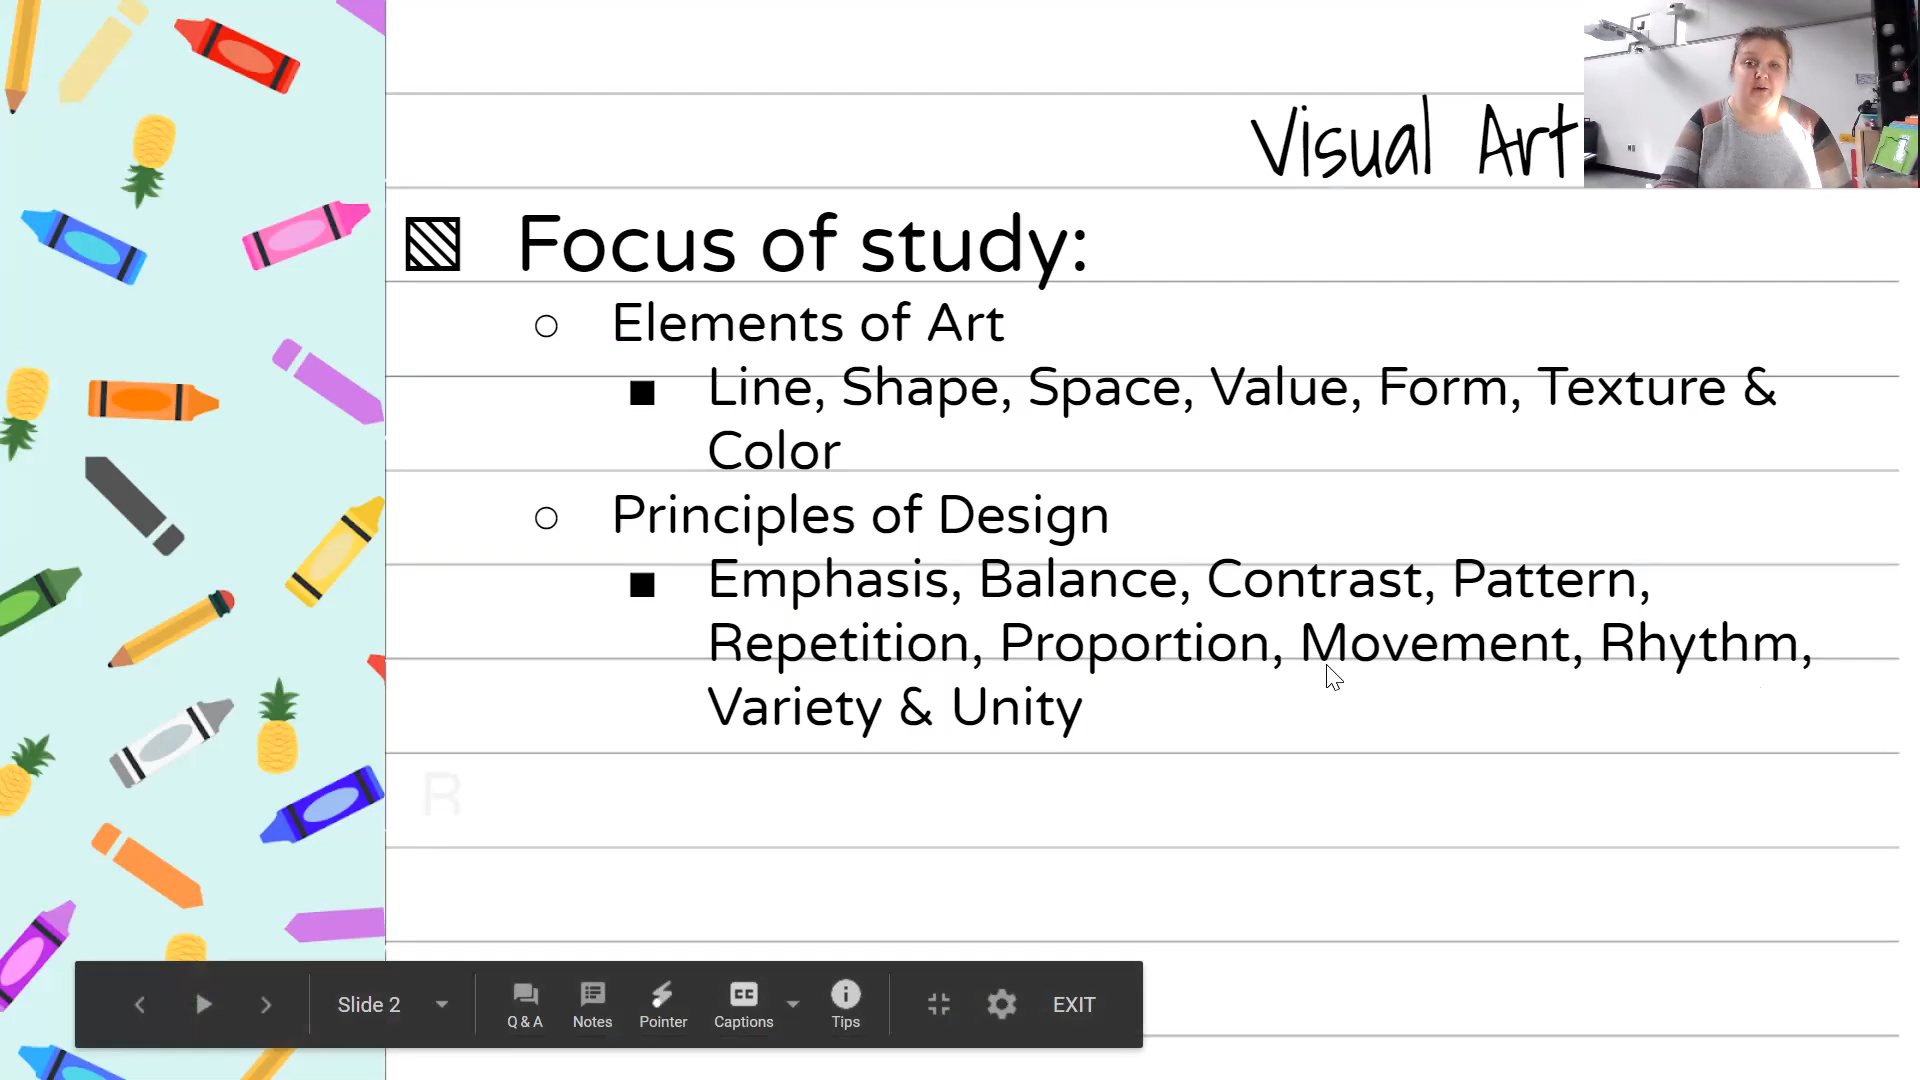 Visual Art
Focus of study:
○ Elements of Art
■ Line, Shape, Space, Value, Form, Texture &
Color
○ Principles of Design
■ Emphasis, Balance, Contrast, Pattern,
Repetition, Proportion, Movement, Rhythm,
Variety & Unity
R
Slide 2
Q & A
Notes
Pointer
CC
Captions
Tips
EXIT